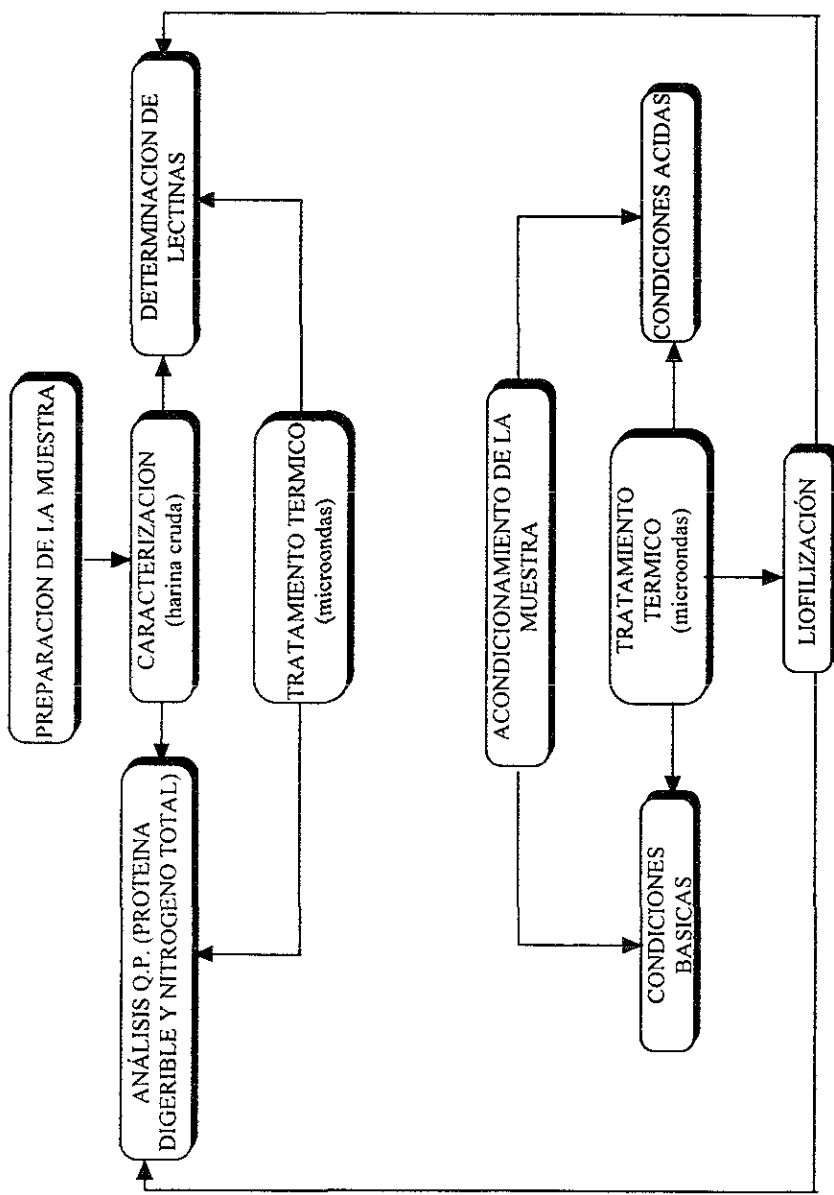 PREPARACION DE LA MUESTRA
ANÁLISIS Q.P. (PROTEINA
DIGERIBLE Y NITROGENO TOTAL)
CARACTERIZACION
(harina cruda)
DETERMINACION DE
LECTINAS
TRATAMIENTO TERMICO
(microondas)
ACONDICIONAMIENTO DE LA
MUESTRA
CONDICIONES
BASICAS
TRATAMIENTO
TERMICO
(microondas)
CONDICIONES ACIDAS
LIOFILIZACIÓN